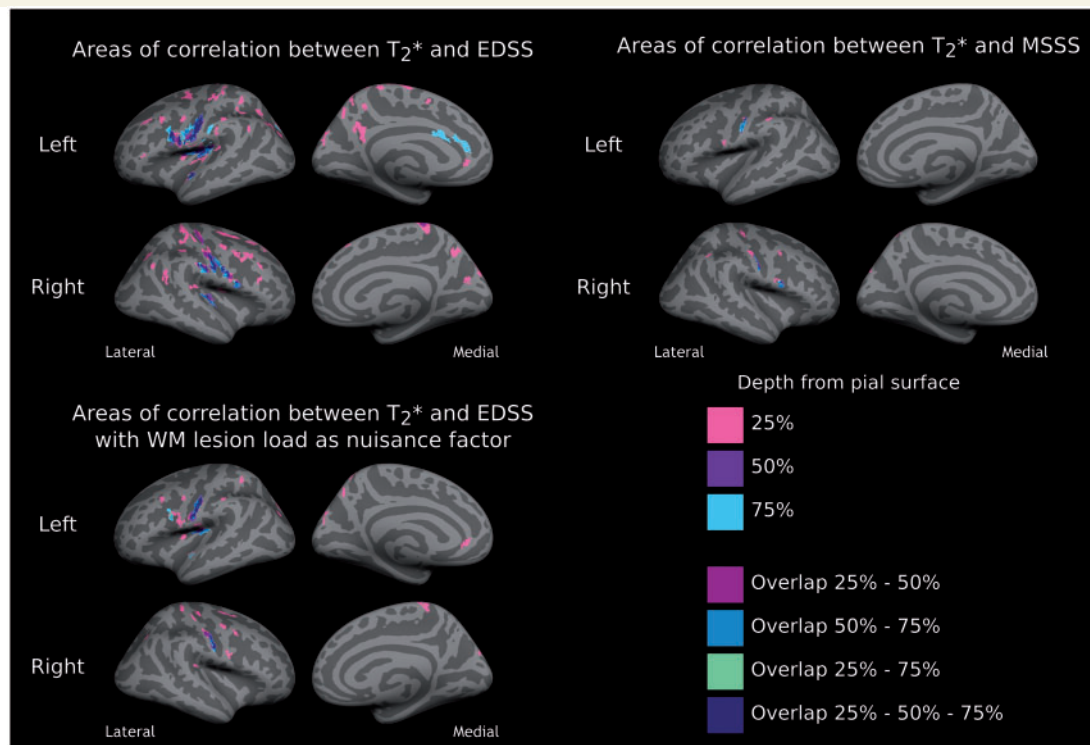 Areas of correlation between T₂* and EDSS
Left
Right
Lateral
Medial
Areas of correlation between T₂* and MSSS
Left
Right
Lateral
Medial
Areas of correlation between T₂* and EDSS
with WM lesion load as nuisance factor
Left
Right
Lateral
Medial
Depth from pial surface
25%
50%
75%
Overlap 25% - 50%
Overlap 50% - 75%
Overlap 25% - 75%
Overlap 25% - 50% - 75%